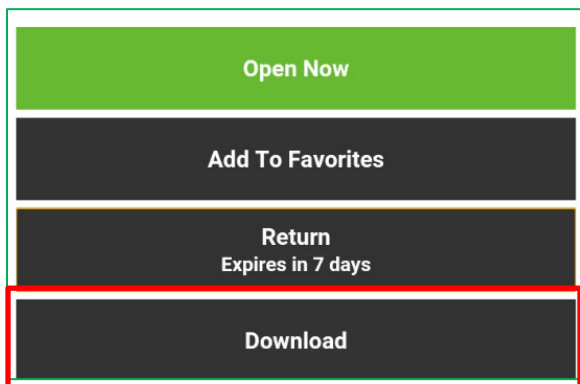 Open Now
Add To Favorites
Return
Expires in 7 days
Download